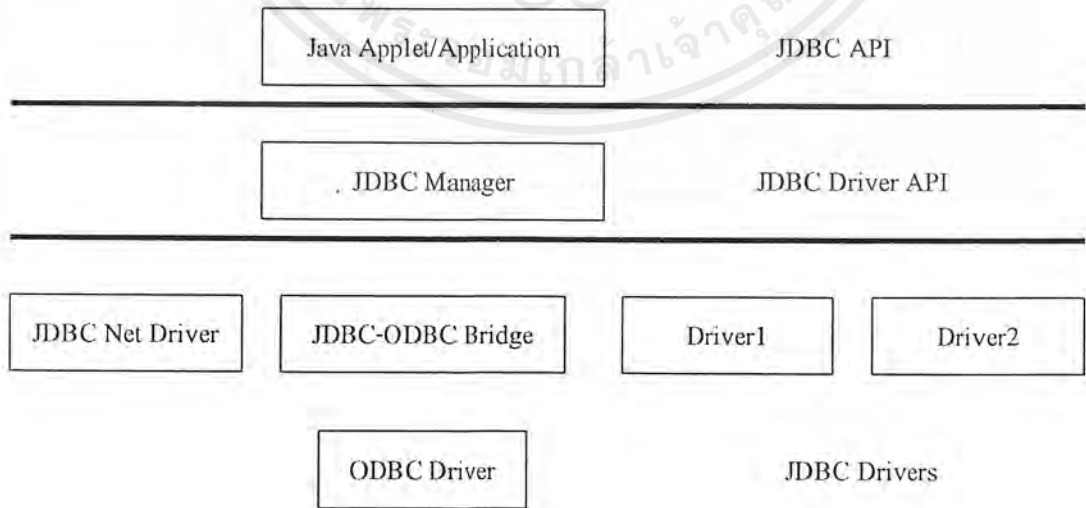 Java Applet/Application
JDBC API
JDBC Manager
JDBC Driver API
JDBC Net Driver
JDBC-ODBC Bridge
Driver1
Driver2
ODBC Driver
JDBC Drivers